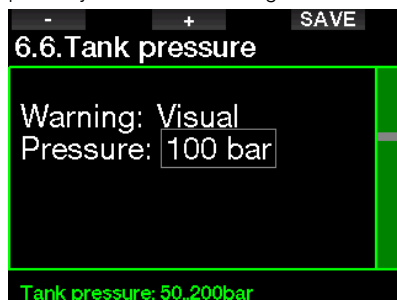 - + SAVE
6.6.Tank pressure
Warning: Visual
Pressure: 100 bar
Tank pressure: 50..200bar